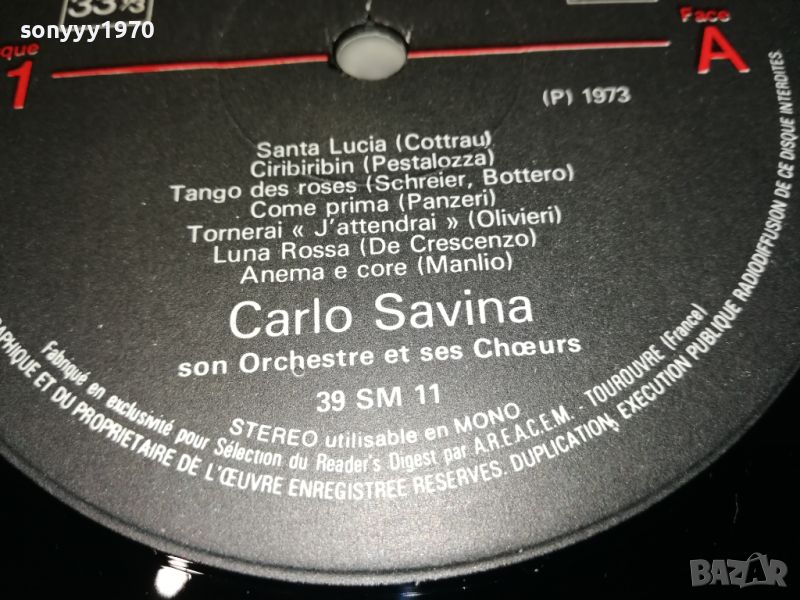 sonyyy1970
33⅓
que
1
Face
A
(P) 1973
Santa Lucia (Cottrau)
Ciribiribin (Pestalozza)
Tango des roses (Schreier, Bottero)
Come prima (Panzeri)
Tornerai « J'attendrai » (Olivieri)
Luna Rossa (De Crescenzo)
Anema e core (Manlio)
Carlo Savina
son Orchestre et ses Chœurs
39 SM 11
STEREO utilisable en MONO
Fabriqué en exclusivité pour Sélection du Reader's Digest par A.R.E.A.C.E.M. - TOUROUVRE (France)
RAPHIQUE ET DU PROPRIETAIRE DE L'ŒUVRE ENREGISTREE RESERVES. DUPLICATION, EXECUTION PUBLIQUE RADIODIFFUSION DE CE DISQUE INTERDITES.
BAZAR